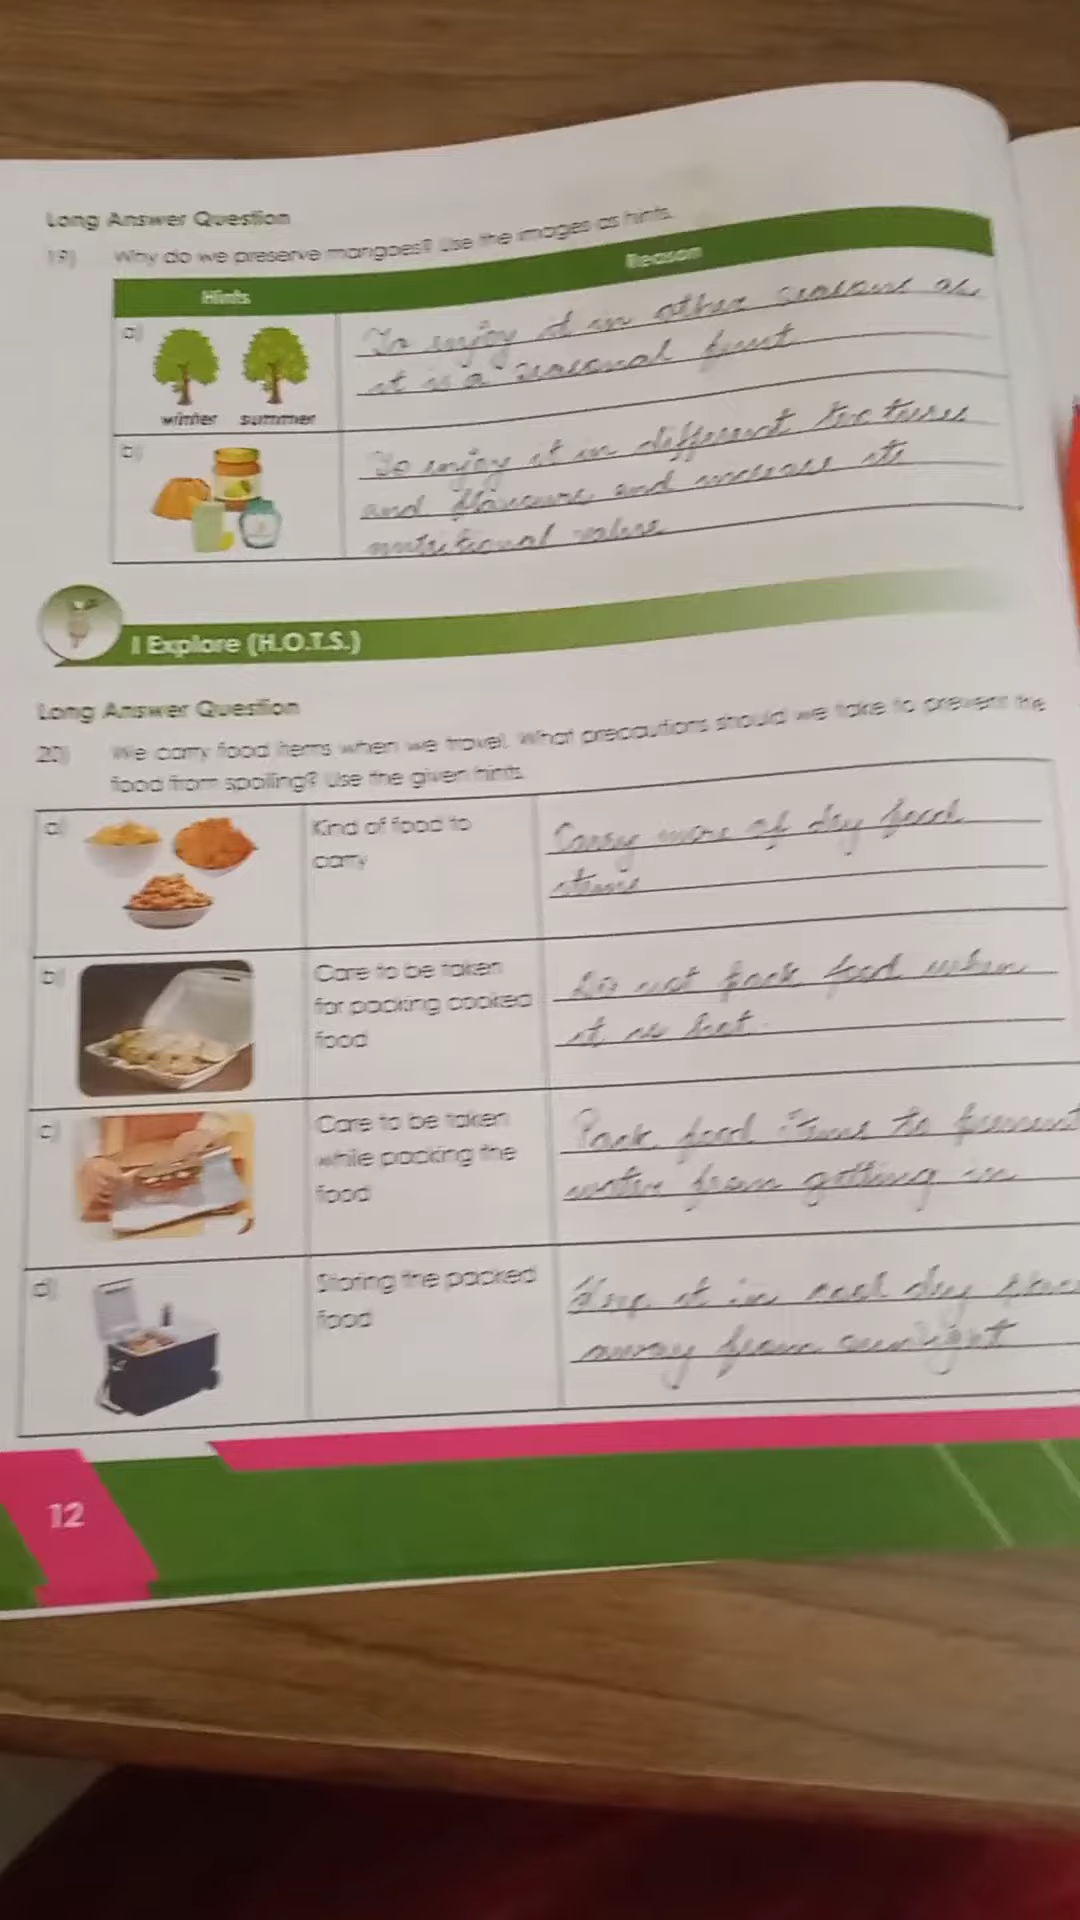 Long Answer Question
19) Why do we preserve mangoes? Use the images as hints.
Hints Reason
a) To enjoy it in other seasons as
it is a seasonal fruit
winter summer
b) To enjoy it in different textures
and flavours and increase its
nutritional value
I Explore (H.O.T.S.)
Long Answer Question
20) We carry food items when we travel. What precautions should we take to prevent the
food from spoiling? Use the given hints.
a) Kind of food to
carry
Carry more of dry food
items
b) Care to be taken
for packing cooked
food
Do not pack food when
it is hot.
c) Care to be taken
while packing the
food
Pack food items to prevent
water from getting in
d) Storing the packed
food
Keep it in cool dry
away from sunlight
12